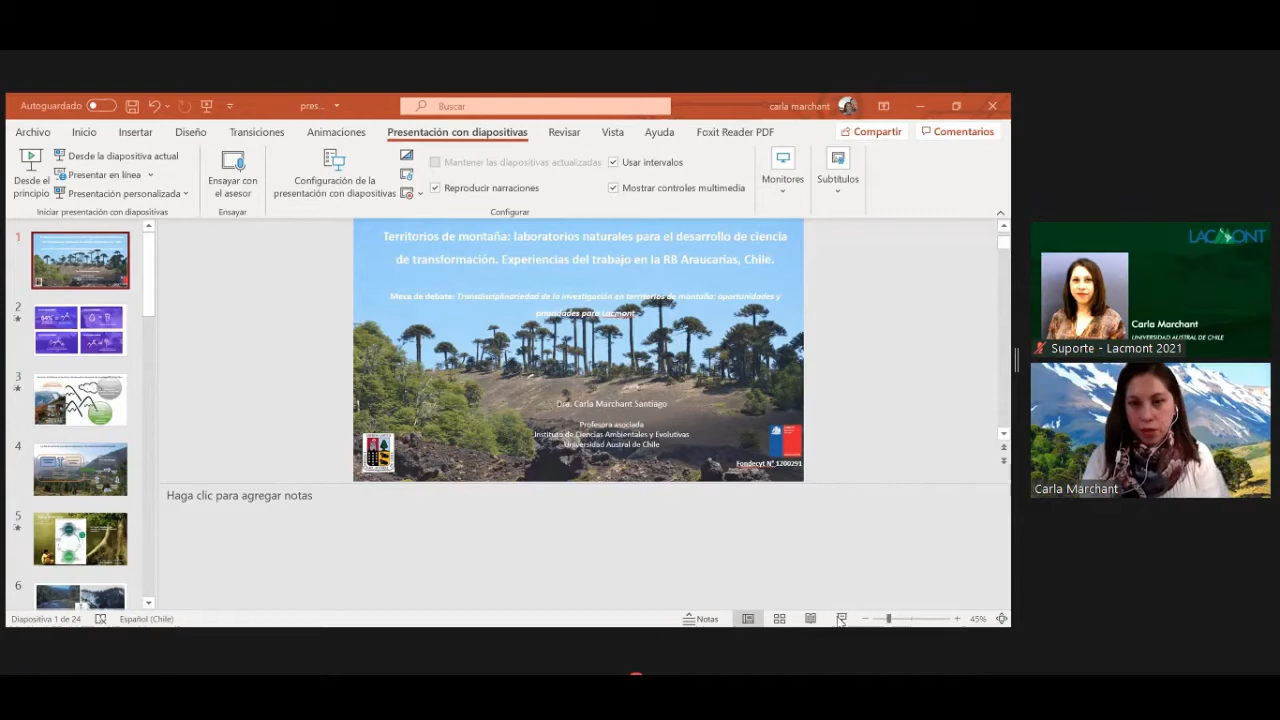 Autoguardado
pres...
Buscar
carla marchant
Archivo Inicio Insertar Diseño Transiciones Animaciones Presentación con diapositivas Revisar Vista Ayuda Foxit Reader PDF Compartir Comentarios
Desde el principio
Desde la diapositiva actual
Presentar en línea
Presentación personalizada
Iniciar presentación con diapositivas
Ensayar con el asesor
Ensayar
Configuración de la presentación con diapositivas
Mantener las diapositivas actualizadas
Reproducir narraciones
Usar intervalos
Mostrar controles multimedia
Configurar
Monitores
Subtítulos
1
2
3
4
5
6
Territorios de montaña: laboratorios naturales para el desarrollo de ciencia
de transformación. Experiencias del trabajo en la RB Araucarías, Chile.
Mesa de debate: Transdisciplinariedad de la investigación en territorios de montaña: oportunidades y
prioridades para Lacmont
Dra. Carla Marchant Santiago
Profesora asociada
Instituto de Ciencias Ambientales y Evolutivas
Universidad Austral de Chile
Fondecyt N° 1200291
Haga clic para agregar notas
Diapositiva 1 de 24
Español (Chile)
Notas
45%
LACMONT
Carla Marchant
UNIVERSIDAD AUSTRAL DE CHILE
Suporte - Lacmont 2021
Carla Marchant